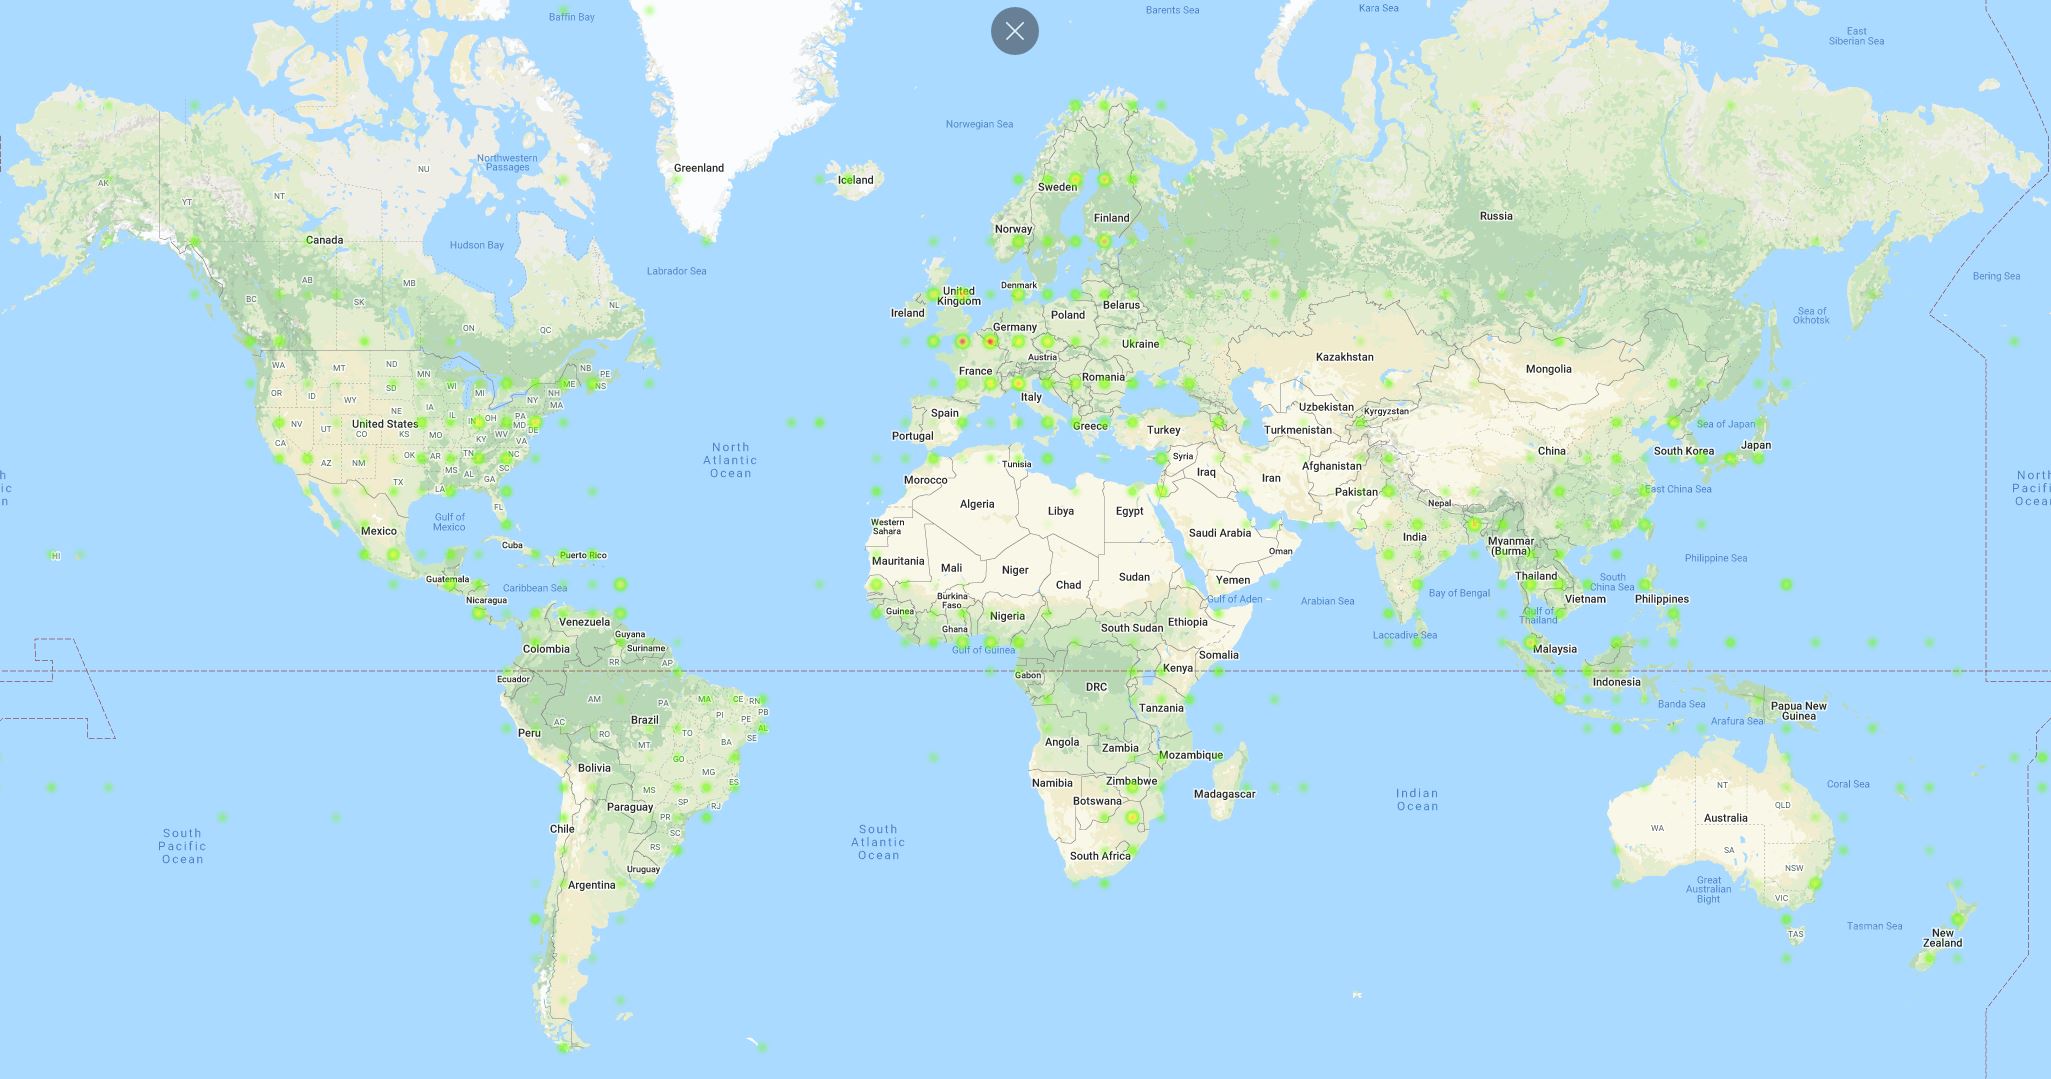 Baffin Bay
Barents Sea
Kara Sea
East
Siberian Sea
Norwegian Sea
Northwestern
Passages
Greenland
Iceland
NU
AK
YT
NT
Sweden
Finland
Norway
Russia
Canada
Hudson Bay
Labrador Sea
Bering Sea
AB
MB
BC
SK
NL
ON
QC
United
Kingdom
Denmark
Ireland
Belarus
Poland
Germany
Sea of
Okhotsk
Ukraine
Austria
France
Romania
Kazakhstan
Mongolia
WA
MT
ND
MN
OR
ID
SD
WI
MI
NB
PE
ME
NS
WY
NE
IA
IL
IN
OH
NY
NH
MA
PA
MD
DE
NV
UT
United States
CO
KS
MO
KY
WV
VA
CA
AZ
NM
OK
AR
TN
NC
MS
AL
SC
GA
TX
LA
FL
Italy
Spain
Portugal
Greece
Turkey
Uzbekistan
Kyrgyzstan
Turkmenistan
Sea of Japan
Japan
South Korea
China
North
Atlantic
Ocean
Tunisia
Syria
Iraq
Iran
Afghanistan
Pakistan
Nepal
Morocco
Algeria
Libya
Egypt
East China Sea
North
Pacific
Ocean
h
ic
n
Gulf of
Mexico
Mexico
Cuba
Puerto Rico
Western
Sahara
Saudi Arabia
Oman
India
Myanmar
(Burma)
Philippine Sea
HI
Guatemala
Caribbean Sea
Nicaragua
Mauritania
Mali
Niger
Chad
Sudan
Yemen
Gulf of Aden
Arabian Sea
Bay of Bengal
Thailand
South
China Sea
Vietnam
Philippines
Burkina
Faso
Guinea
Ghana
Nigeria
South Sudan
Ethiopia
Gulf of
Thailand
Laccadive Sea
Venezuela
Guyana
Colombia
Suriname
Gulf of Guinea
Somalia
Malaysia
RR
AP
Ecuador
Gabon
Kenya
DRC
Indonesia
AM
PA
MA
CE
RN
PB
PI
PE
AL
SE
Brazil
AC
Tanzania
Banda Sea
Papua New
Guinea
Arafura Sea
Peru
RO
TO
MT
BA
Angola
Zambia
Mozambique
GO
Bolivia
MG
MS
ES
SP
RJ
Namibia
Zimbabwe
Botswana
Madagascar
Indian
Ocean
NT
Coral Sea
QLD
Paraguay
PR
SC
Chile
RS
Uruguay
Argentina
WA
Australia
SA
NSW
VIC
South
Pacific
Ocean
South
Atlantic
Ocean
South Africa
Great
Australian
Bight
TAS
Tasman Sea
New
Zealand